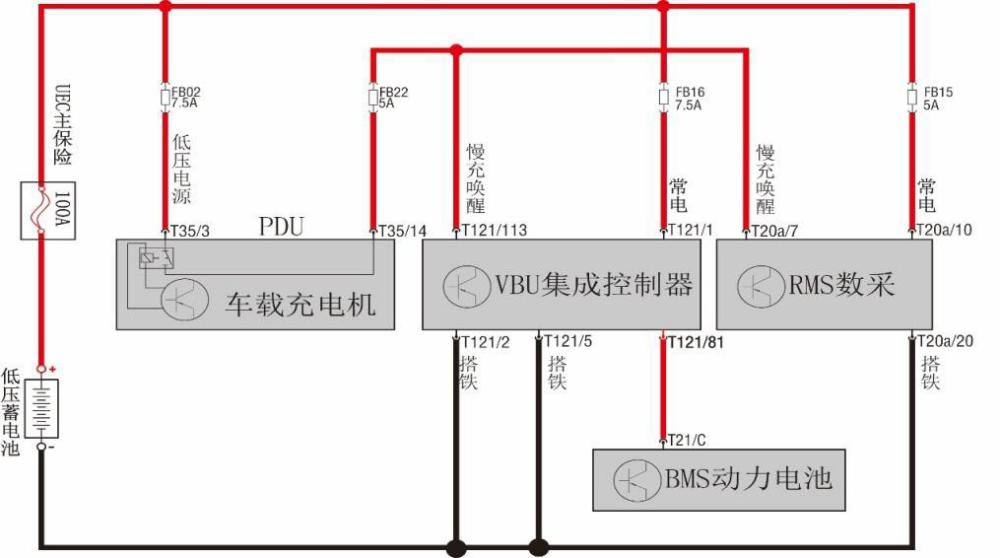 UEC主保险
100A
FB02
7.5A
FB22
5A
FB16
7.5A
FB15
5A
低压电源
慢充唤醒
常电
慢充唤醒
常电
T35/3
PDU
T35/14
T121/113
T121/1
T20a/7
T20a/10
车载充电机
VBU集成控制器
RMS数采
T121/2
T121/5
T121/81
T20a/20
搭铁
搭铁
搭铁
+
低压蓄电池
-
T21/C
BMS动力电池